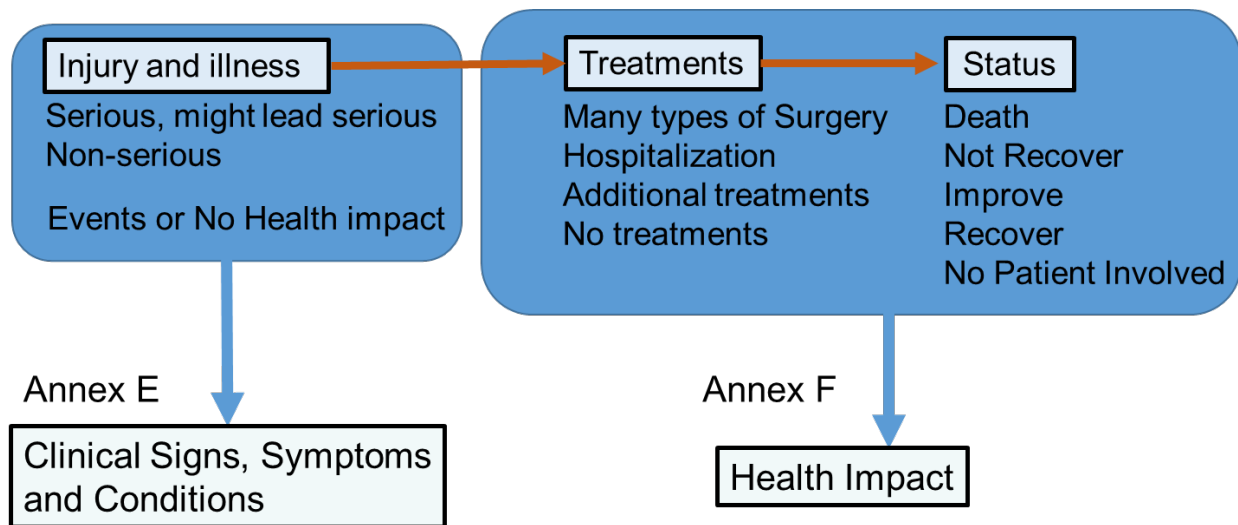 Injury and illness
Serious, might lead serious
Non-serious
Events or No Health impact
Treatments
Many types of Surgery
Hospitalization
Additional treatments
No treatments
Status
Death
Not Recover
Improve
Recover
No Patient Involved
Annex E
Clinical Signs, Symptoms
and Conditions
Annex F
Health Impact